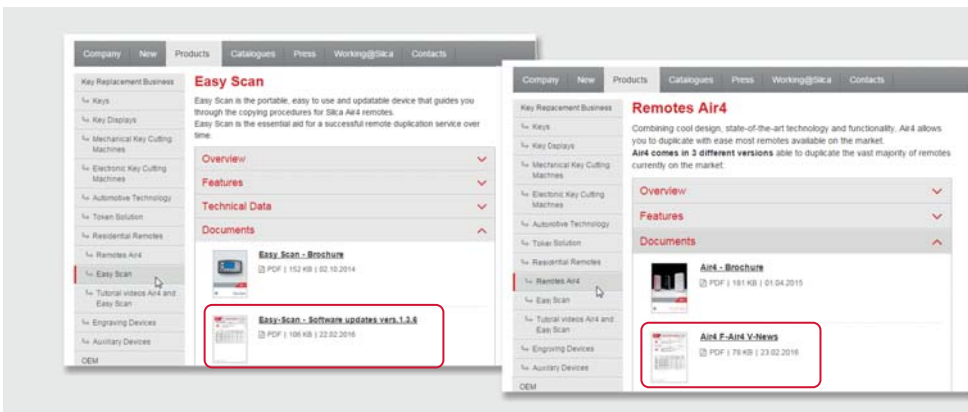 Company New Products Catalogues Press Working@Silca Contacts
Key Replacement Business
Keys
Key Displays
Mechanical Key Cutting
Machines
Electronic Key Cutting
Machines
Automotive Technology
Token Solution
Residential Remotes
Remotes Air4
Easy Scan
Tutorial videos Air4 and
Easy Scan
Engraving Devices
Auxiliary Devices
OEM
Easy Scan
Easy Scan is the portable, easy to use and updatable device that guides you
through the copying procedures for Silca Air4 remotes.
Easy Scan is the essential aid for a successful remote duplication service over
time.
Overview
Features
Technical Data
Documents
Easy Scan - Brochure
PDF | 152 KB | 02.10.2014
Easy-Scan - Software updates vers.1.3.6
PDF | 106 KB | 22.02.2016
Company New Products Catalogues Press Working@Silca Contacts
Key Replacement Business
Keys
Key Displays
Mechanical Key Cutting
Machines
Electronic Key Cutting
Machines
Automotive Technology
Token Solution
Residential Remotes
Remotes Air4
Easy Scan
Tutorial videos Air4 and
Easy Scan
Engraving Devices
Auxiliary Devices
OEM
Remotes Air4
Combining cool design, state-of-the-art technology and functionality, Air4 allows
you to duplicate with ease most remotes available on the market.
Air4 comes in 3 different versions able to duplicate the vast majority of remotes
currently on the market.
Overview
Features
Documents
Air4 - Brochure
PDF | 181 KB | 01.04.2015
Air4 F-Air4 V-News
PDF | 78 KB | 23.02.2016